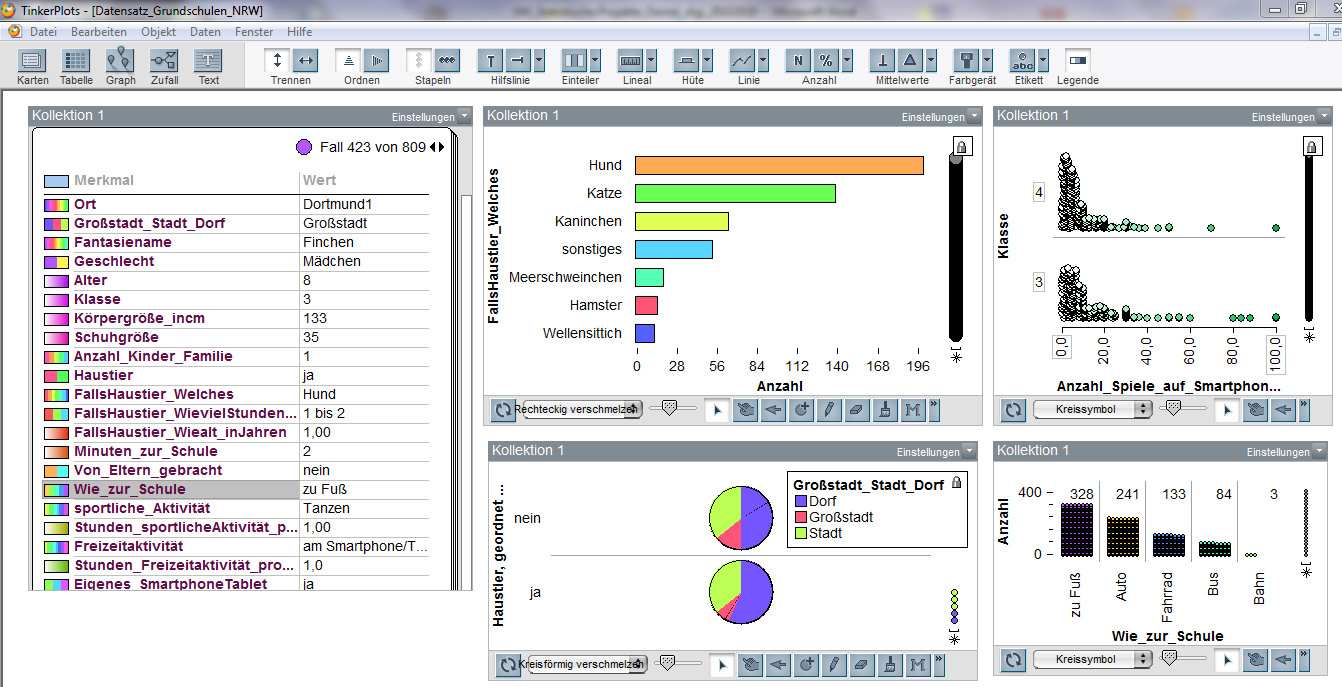 TinkerPlots - [Datensatz_Grundschulen_NRW]
Datei Bearbeiten Objekt Daten Fenster Hilfe
Karten Tabelle Graph Zufall Text Trennen Ordnen Stapeln Hilfslinie Einteiler Lineal Hüte Linie Anzahl Mittelwerte Farbgerät Etikett Legende
Kollektion 1 Einstellungen
Fall 423 von 809
Merkmal Wert
Ort Dortmund1
Großstadt_Stadt_Dorf Großstadt
Fantasiename Finchen
Geschlecht Mädchen
Alter 8
Klasse 3
Körpergröße_incm 133
Schuhgröße 35
Anzahl_Kinder_Familie 1
Haustier ja
FallsHaustier_Welches Hund
FallsHaustier_WievielStunden... 1 bis 2
FallsHaustier_Wiealt_inJahren 1,00
Minuten_zur_Schule 2
Von_Eltern_gebracht nein
Wie_zur_Schule zu Fuß
sportliche_Aktivität Tanzen
Stunden_sportlicheAktivität_p... 1,00
Freizeitaktivität am Smartphone/T...
Stunden_Freizeitaktivität_pro... 1,0
Eigenes_SmartphoneTablet ja
Kollektion 1 Einstellungen
FallsHaustier_Welches
Hund
Katze
Kaninchen
sonstiges
Meerschweinchen
Hamster
Wellensittich
0 28 56 84 112 140 168 196
Anzahl
Rechteckig verschmelzen
Kollektion 1 Einstellungen
Klasse
4
3
0,0 20,0 40,0 60,0 80,0 100,0
Anzahl_Spiele_auf_Smartphon...
Kreissymbol
Kollektion 1 Einstellungen
Haustier, geordnet ...
nein
ja
Großstadt_Stadt_Dorf
Dorf
Großstadt
Stadt
Kreisförmig verschmelzen
Kollektion 1 Einstellungen
Anzahl
400
0
328 241 133 84 3
zu Fuß Auto Fahrrad Bus Bahn
Wie_zur_Schule
Kreissymbol